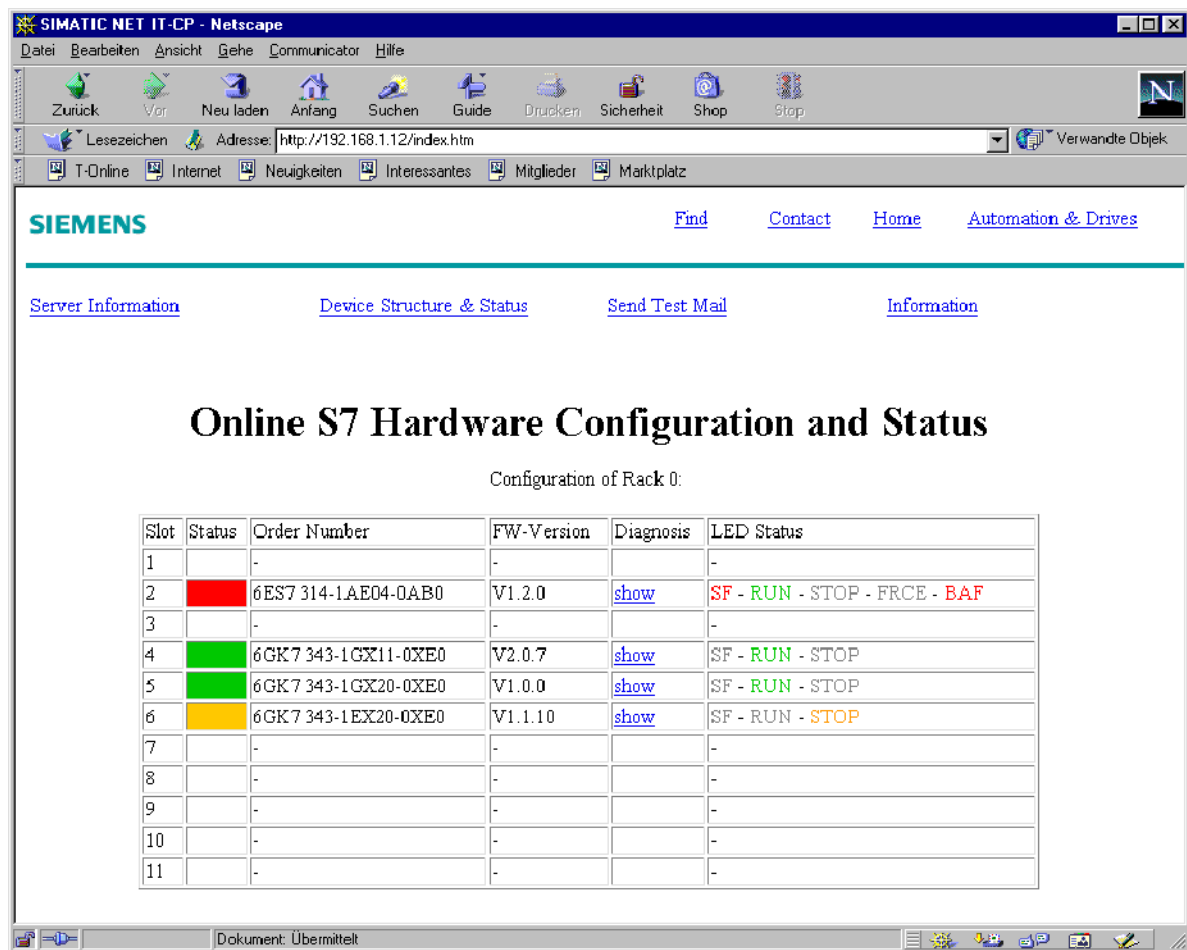 SIMATIC NET IT-CP - Netscape
Datei Bearbeiten Ansicht Gehe Communicator Hilfe
Zurück Vor Neu laden Anfang Suchen Guide Drucken Sicherheit Shop Stop
N
Lesezeichen Adresse: http://192.168.1.12/index.htm Verwandte Objek
T-Online Internet Neuigkeiten Interessantes Mitglieder Marktplatz
SIEMENS Find Contact Home Automation & Drives
Server Information Device Structure & Status Send Test Mail Information
Online S7 Hardware Configuration and Status
Configuration of Rack 0:
Slot Status Order Number FW-Version Diagnosis LED Status
1 - - -
2 6ES7 314-1AE04-0AB0 V1.2.0 show SF - RUN - STOP - FRCE - BAF
3 - - -
4 6GK7 343-1GX11-0XE0 V2.0.7 show SF - RUN - STOP
5 6GK7 343-1GX20-0XE0 V1.0.0 show SF - RUN - STOP
6 6GK7 343-1EX20-0XE0 V1.1.10 show SF - RUN - STOP
7 - - -
8 - - -
9 - - -
10 - - -
11 - - -
Dokument: Übermittelt